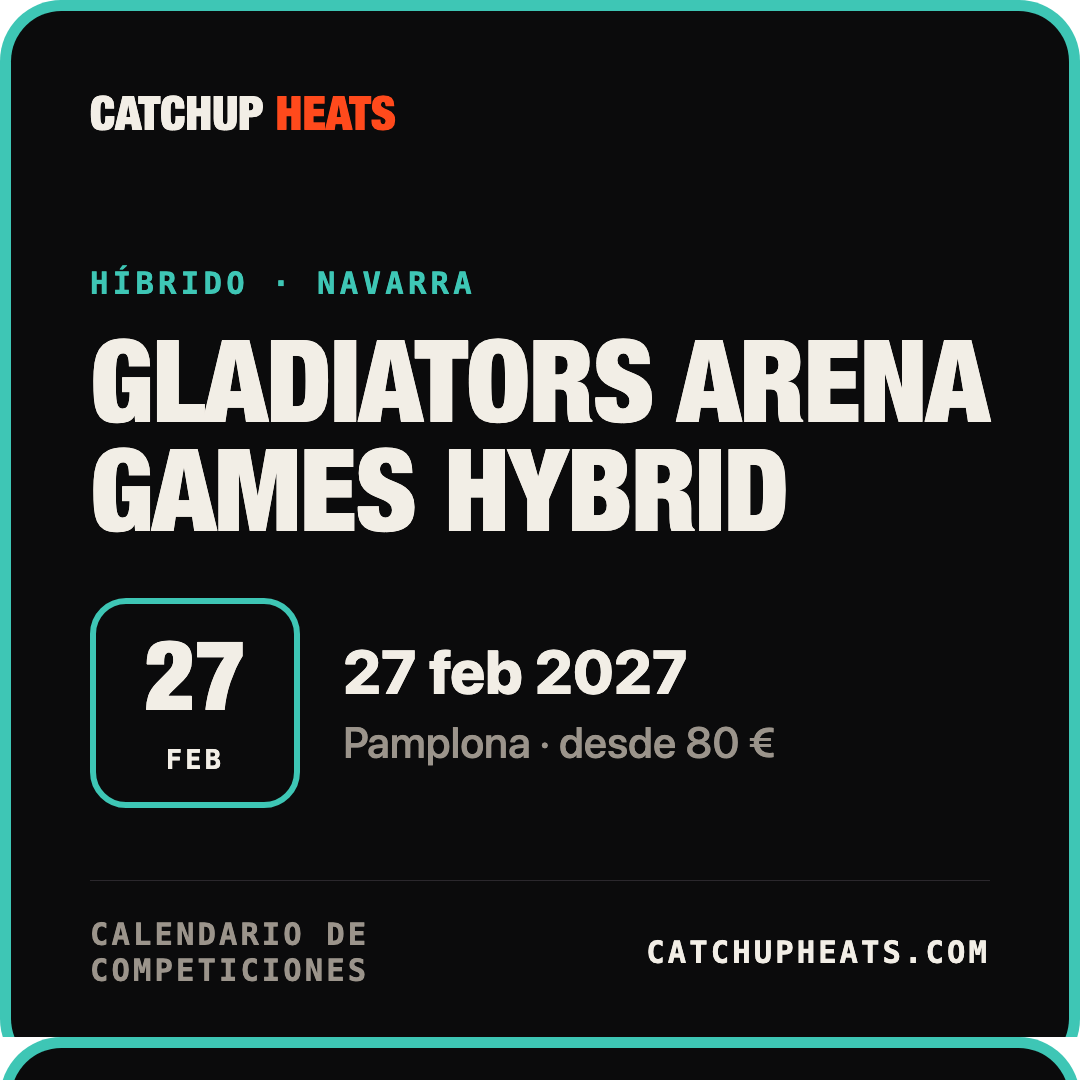 CATCHUP HEATS
HÍBRIDO · NAVARRA
GLADIATORS ARENA
GAMES HYBRID
27
FEB
27 feb 2027
Pamplona · desde 80 €
CALENDARIO DE
COMPETICIONES
CATCHUPHEATS.COM